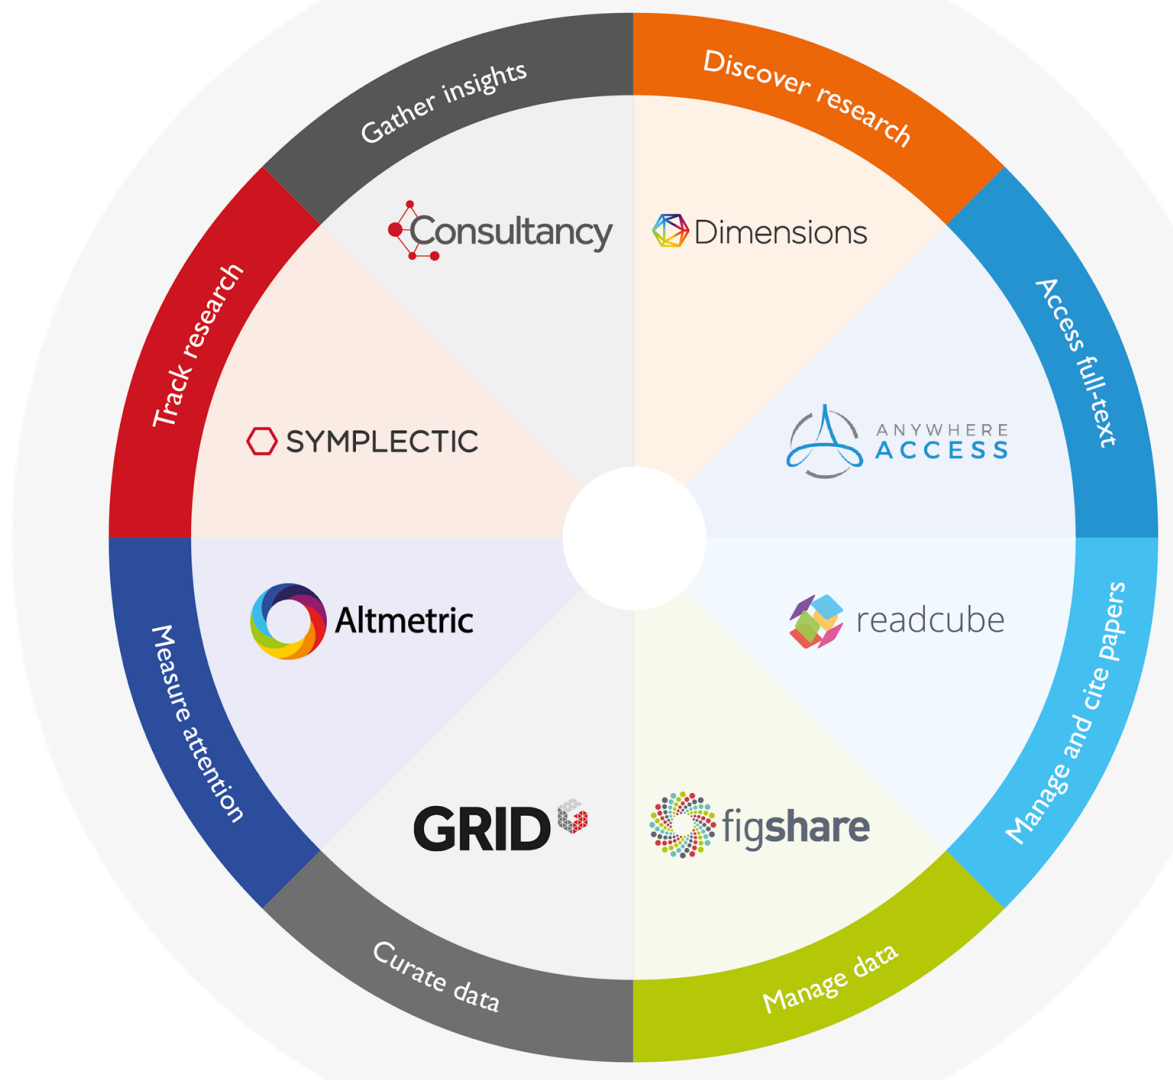 Discover research
Dimensions
Access full-text
ANYWHERE
ACCESS
Manage and cite papers
readcube
Manage data
figshare
Curate data
GRID
Measure attention
Altmetric
Track research
SYMPLECTIC
Gather insights
Consultancy